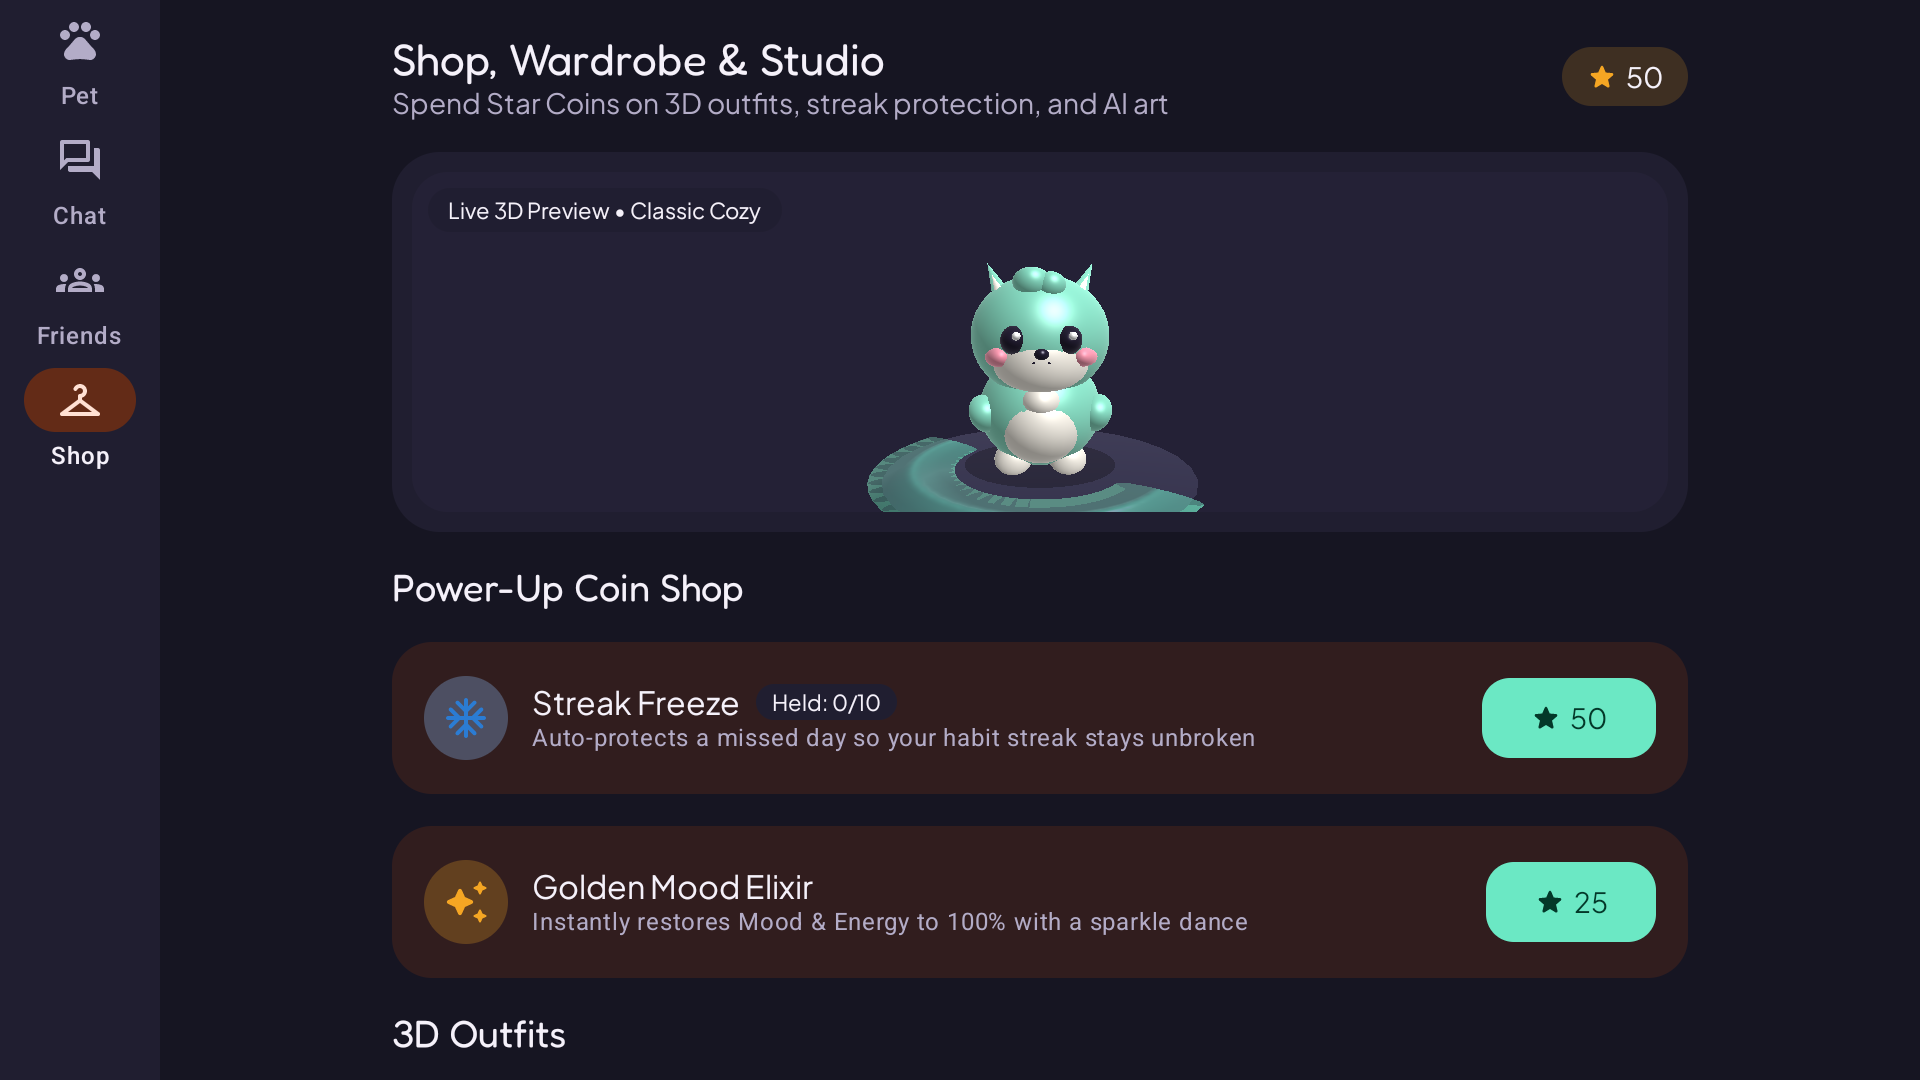 Pet
Chat
Friends
Shop
Shop, Wardrobe & Studio
Spend Star Coins on 3D outfits, streak protection, and AI art
50
Live 3D Preview • Classic Cozy
Power-Up Coin Shop
Streak Freeze
Held: 0/10
Auto-protects a missed day so your habit streak stays unbroken
50
Golden Mood Elixir
Instantly restores Mood & Energy to 100% with a sparkle dance
25
3D Outfits